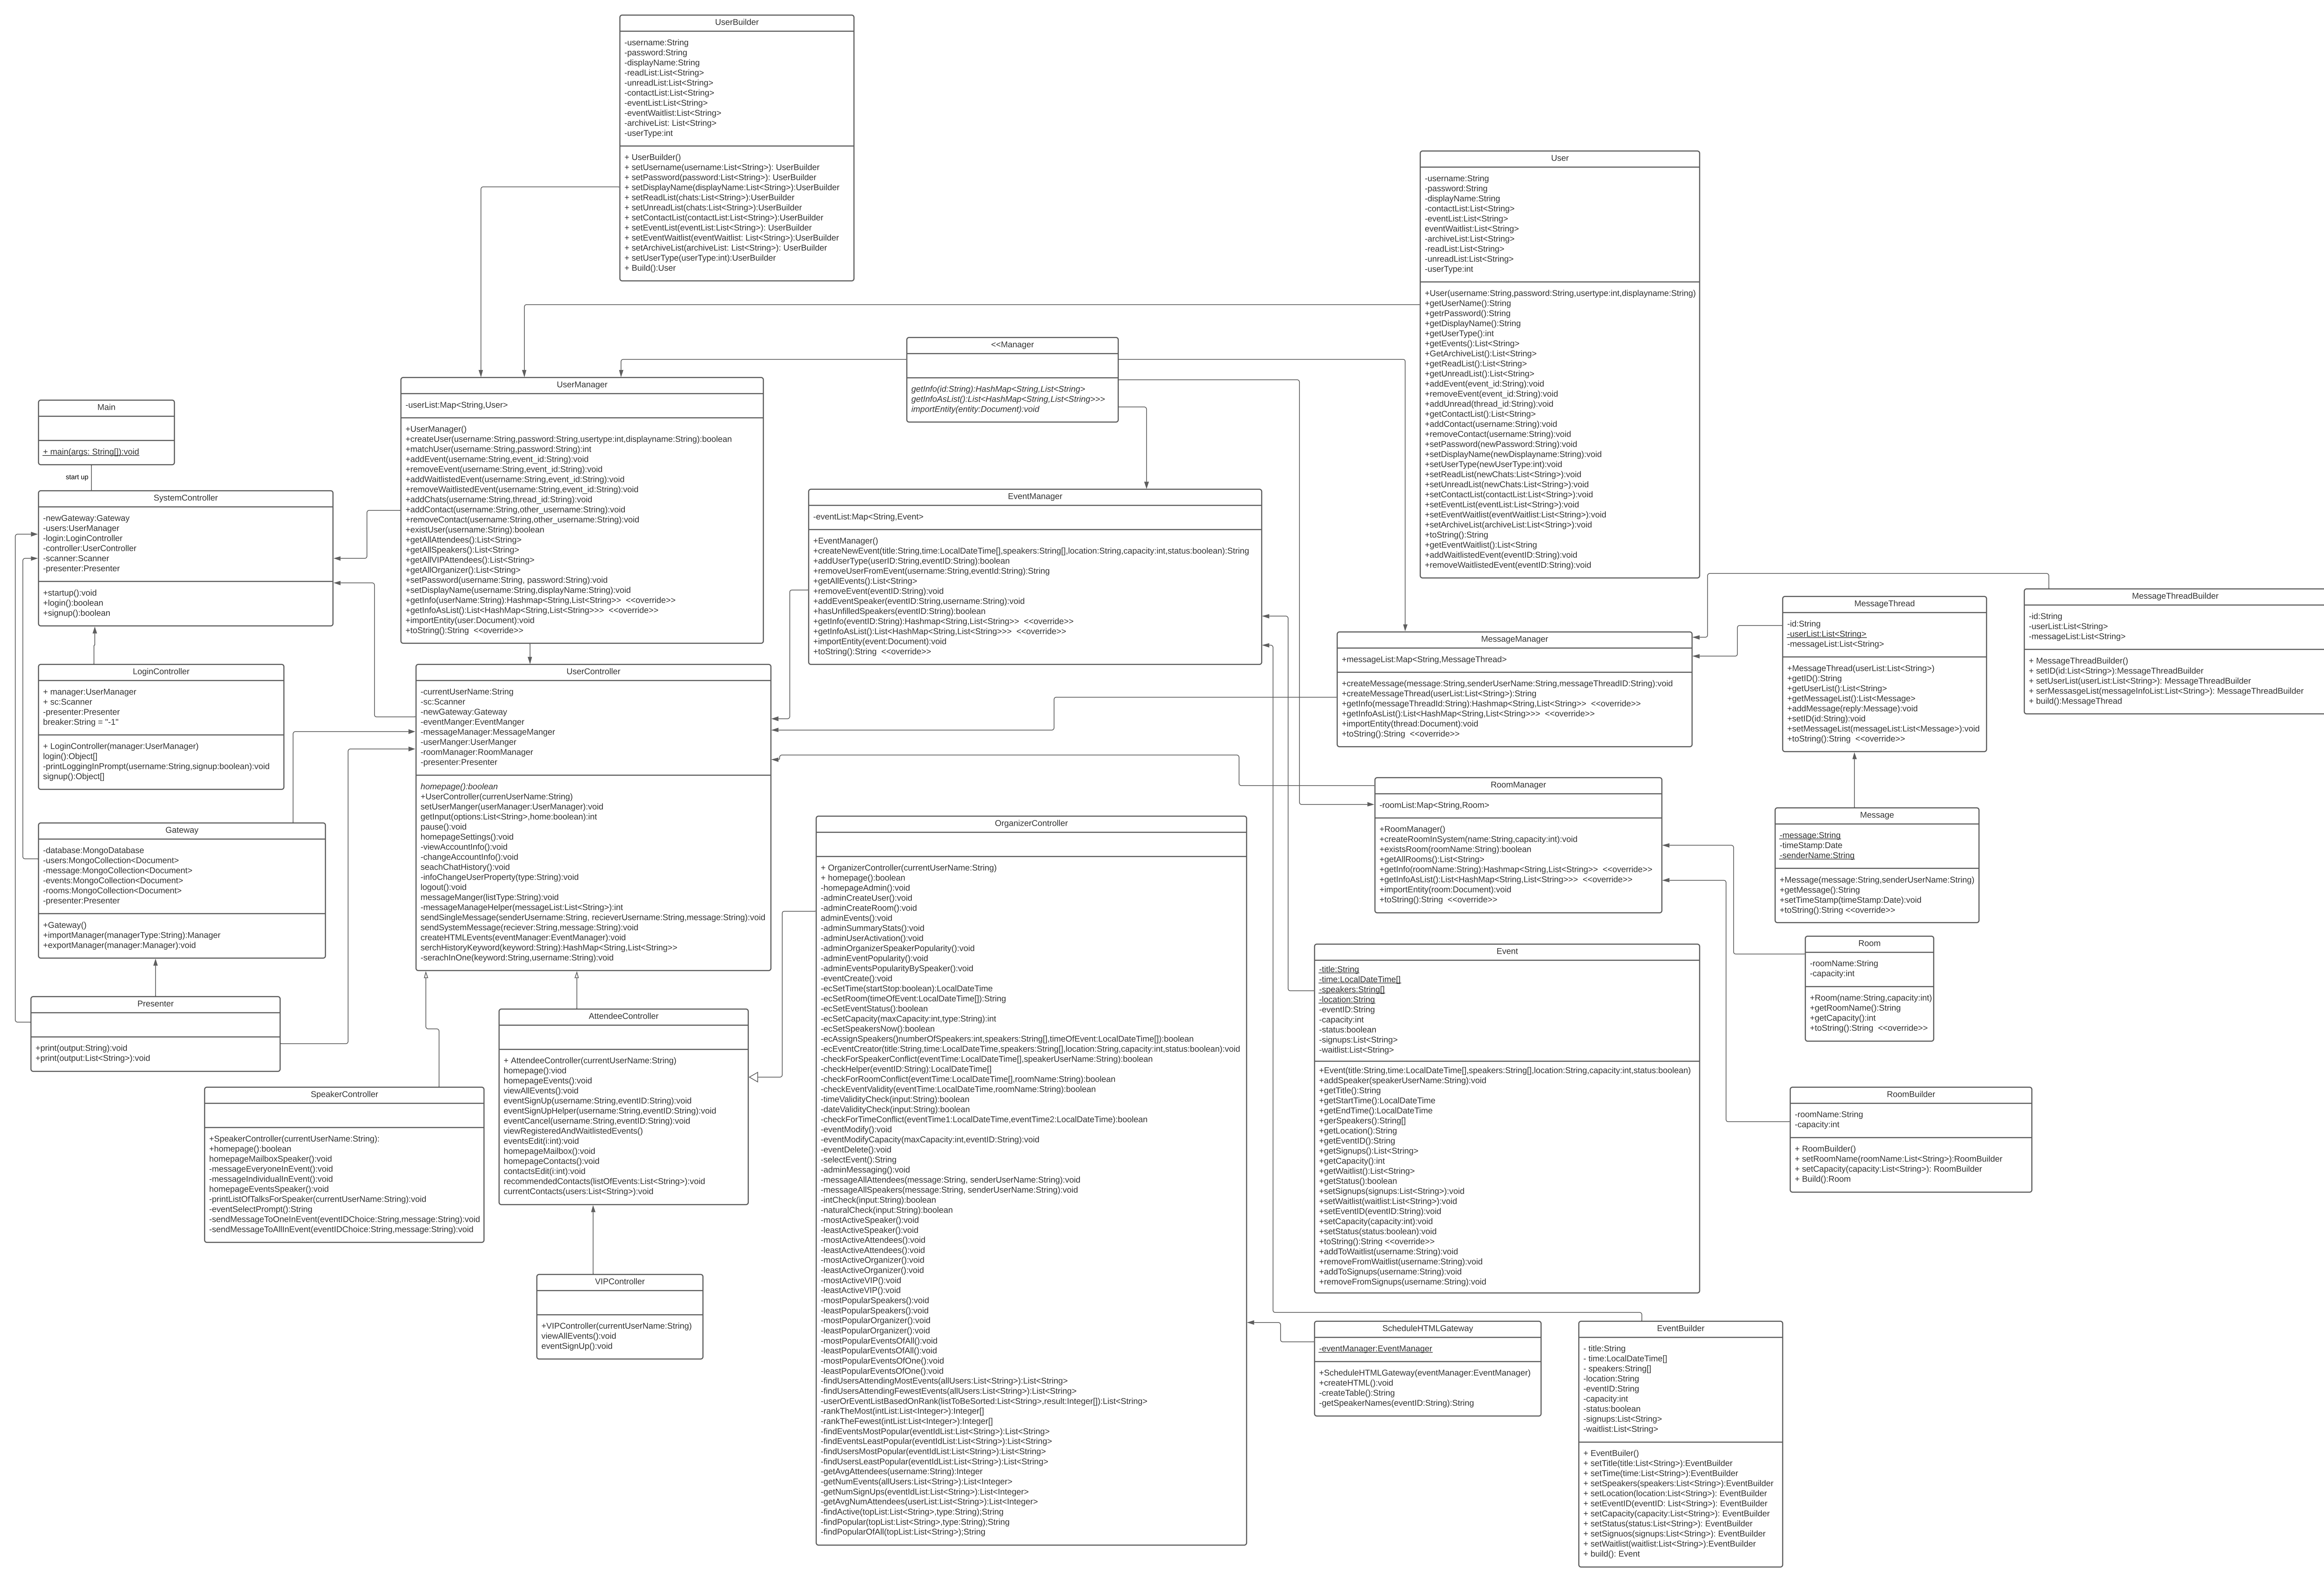 UserBuilder
-username:String
-password:String
-displayName:String
-readList:List<String>
-unreadList:List<String>
-contactList:List<String>
-eventList:List<String>
-eventWaitlist:List<String>
-archiveList: List<String>
-userType:int
+ UserBuilder()
+ setUsername(username:List<String>): UserBuilder
+ setPassword(password:List<String>): UserBuilder
+ setDisplayName(displayName:List<String>):UserBuilder
+ setReadList(chats:List<String>):UserBuilder
+ setUnreadList(chats:List<String>):UserBuilder
+ setContactList(contactList:List<String>):UserBuilder
+ setEventList(eventList:List<String>): UserBuilder
+ setEventWaitlist(eventWaitlist: List<String>):UserBuilder
+ setArchiveList(archiveList: List<String>): UserBuilder
+ setUserType(userType:int):UserBuilder
+ Build():User
User
-username:String
-password:String
-displayName:String
-contactList:List<String>
-eventList:List<String>
eventWaitlist:List<String>
-archiveList:List<String>
-readList:List<String>
-unreadList:List<String>
-userType:int
+User(username:String,password:String,usertype:int,displayname:String)
+getUserName():String
+getrPassword():String
+getDisplayName():String
+getUserType():int
+getEvents():List<String>
+GetArchiveList():List<String>
+getReadList():List<String>
+getUnreadList():List<String>
+addEvent(event_id:String):void
+removeEvent(event_id:String):void
+addUnread(thread_id:String):void
+getContactList():List<String>
+addContact(username:String):void
+removeContact(username:String):void
+setPassword(newPassword:String):void
+setDisplayName(newDisplayname:String):void
+setUserType(newUserType:int):void
+setReadList(newChats:List<String>):void
+setUnreadList(newChats:List<String>):void
+setContactList(contactList:List<String>):void
+setEventList(eventList:List<String>):void
+setEventWaitlist(eventWaitlist:List<String>):void
+setArchiveList(archiveList:List<String>):void
+toString():String
+getEventWaitlist():List<String
+addWaitlistedEvent(eventID:String):void
+removeWaitlistedEvent(eventID:String):void
<<Manager
getInfo(id:String):HashMap<String,List<String>
getInfoAsList():List<HashMap<String,List<String>>>
importEntity(entity:Document):void
UserManager
-userList:Map<String,User>
+UserManager()
+createUser(username:String,password:String,usertype:int,displayname:String):boolean
+matchUser(username:String,password:String):int
+addEvent(username:String,event_id:String):void
+removeEvent(username:String,event_id:String):void
+addWaitlistedEvent(username:String,event_id:String):void
+removeWaitlistedEvent(username:String,event_id:String):void
+addChats(username:String,thread_id:String):void
+addContact(username:String,other_username:String):void
+removeContact(username:String,other_username:String):void
+existUser(username:String):boolean
+getAllAttendees():List<String>
+getAllSpeakers():List<String>
+getAllVIPAttendees():List<String>
+getAllOrganizer():List<String>
+setPassword(username:String, password:String):void
+setDisplayName(username:String,displayName:String):void
+getInfo(userName:String):Hashmap<String,List<String>> <<override>>
+getInfoAsList():List<HashMap<String,List<String>>> <<override>>
+importEntity(user:Document):void
+toString():String <<override>>
Main
+ main(args: String[]):void
start up
SystemController
-newGateway:Gateway
-users:UserManager
-login:LoginController
-controller:UserController
-scanner:Scanner
-presenter:Presenter
+startup():void
+login():boolean
+signup():boolean
EventManager
-eventList:Map<String,Event>
+EventManager()
+createNewEvent(title:String,time:LocalDateTime[],speakers:String[],location:String,capacity:int,status:boolean):String
+addUserType(userID:String,eventID:String):boolean
+removeUserFromEvent(username:String,eventId:String):String
+getAllEvents():List<String>
+removeEvent(eventID:String):void
+addEventSpeaker(eventID:String,username:String):void
+hasUnfilledSpeakers(eventID:String):boolean
+getInfo(eventID:String):Hashmap<String,List<String>> <<override>>
+getInfoAsList():List<HashMap<String,List<String>>> <<override>>
+importEntity(event:Document):void
+toString():String <<override>>
MessageManager
+messageList:Map<String,MessageThread>
+createMessage(message:String,senderUserName:String,messageThreadID:String):void
+createMessageThread(userList:List<String>):String
+getInfo(messageThreadId:String):Hashmap<String,List<String>> <<override>>
+getInfoAsList():List<HashMap<String,List<String>>> <<override>>
+importEntity(thread:Document):void
+toString():String <<override>>
MessageThread
-id:String
-userList:List<String>
-messageList:List<String>
+MessageThread(userList:List<String>)
+getID():String
+getUserList():List<String>
+getMessageList():List<Message>
+addMessage(reply:Message):void
+setID(id:String):void
+setMessageList(messageList:List<Message>):void
+toString():String <<override>>
MessageThreadBuilder
-id:String
-userList:List<String>
-messageList:List<String>
+ MessageThreadBuilder()
+ setID(id:List<String>):MessageThreadBuilder
+ setUserList(userList:List<String>): MessageThreadBuilder
+ serMessasgeList(messageInfoList:List<String>): MessageThreadBuilder
+ build():MessageThread
LoginController
+ manager:UserManager
+ sc:Scanner
-presenter:Presenter
breaker:String = "-1"
+ LoginController(manager:UserManager)
login():Object[]
-printLoggingInPrompt(username:String,signup:boolean):void
signup():Object[]
UserController
-currentUserName:String
-sc:Scanner
-newGateway:Gateway
-eventManger:EventManger
-messageManager:MessageManger
-userManger:UserManger
-roomManager:RoomManager
-presenter:Presenter
homepage():boolean
+UserController(currenUserName:String)
setUserManger(userManager:UserManager):void
getInput(options:List<String>,home:boolean):int
pause():void
homepageSettings():void
-viewAccountInfo():void
-changeAccountInfo():void
seachChatHistory():void
-infoChangeUserProperty(type:String):void
logout():void
messageManger(listType:String):void
-messageManageHelper(messageList:List<String>):int
sendSingleMessage(senderUsername:String, recieverUsername:String,message:String):void
sendSystemMessage(reciever:String,message:String):void
createHTMLEvents(eventManager:EventManager):void
serchHistoryKeyword(keyword:String):HashMap<String,List<String>>
-serachInOne(keyword:String,username:String):void
RoomManager
-roomList:Map<String,Room>
+RoomManager()
+createRoomInSystem(name:String,capacity:int):void
+existsRoom(roomName:String):boolean
+getAllRooms():List<String>
+getInfo(roomName:String):Hashmap<String,List<String>> <<override>>
+getInfoAsList():List<HashMap<String,List<String>>> <<override>>
+importEntity(room:Document):void
+toString():String <<override>>
Message
-message:String
-timeStamp:Date
-senderName:String
+Message(message:String,senderUserName:String)
+getMessage():String
+setTimeStamp(timeStamp:Date):void
+toString():String <<override>>
Gateway
-database:MongoDatabase
-users:MongoCollection<Document>
-message:MongoCollection<Document>
-events:MongoCollection<Document>
-rooms:MongoCollection<Document>
-presenter:Presenter
+Gateway()
+importManager(managerType:String):Manager
+exportManager(manager:Manager):void
OrganizerController
+ OrganizerController(currentUserName:String)
+ homepage():boolean
-homepageAdmin():void
-adminCreateUser():void
-adminCreateRoom():void
adminEvents():void
-adminSummaryStats():void
-adminUserActivation():void
-adminOrganizerSpeakerPopularity():void
-adminEventPopularity():void
-adminEventsPopularityBySpeaker():void
-eventCreate():void
-ecSetTime(startStop:boolean):LocalDateTime
-ecSetRoom(timeOfEvent:LocalDateTime[]):String
-ecSetEventStatus():boolean
-ecSetCapacity(maxCapacity:int,type:String):int
-ecSetSpeakersNow():boolean
-ecAssignSpeakers()numberOfSpeakers:int,speakers:String[],timeOfEvent:LocalDateTime[]):boolean
-ecEventCreator(title:String,time:LocalDateTime,speakers:String[],location:String,capacity:int,status:boolean):void
-checkForSpeakerConflict(eventTime:LocalDateTime[],speakerUserName:String):boolean
-checkHelper(eventID:String):LocalDateTime[]
-checkForRoomConflict(eventTime:LocalDateTime[],roomName:String):boolean
-checkEventValidity(eventTime:LocalDateTime,roomName:String):boolean
-timeValidityCheck(input:String):boolean
-dateValidityCheck(input:String):boolean
-checkForTimeConflict(eventTime1:LocalDateTime,eventTime2:LocalDateTime):boolean
-eventModify():void
-eventModifyCapacity(maxCapacity:int,eventID:String):void
-eventDelete():void
-selectEvent():String
-adminMessaging():void
-messageAllAttendees(message:String, senderUserName:String):void
-messageAllSpeakers(message:String, senderUserName:String):void
-intCheck(input:String):boolean
-naturalCheck(input:String):boolean
-mostActiveSpeaker():void
-leastActiveSpeaker():void
-mostActiveAttendees():void
-leastActiveAttendees():void
-mostActiveOrganizer():void
-leastActiveOrganizer():void
-mostActiveVIP():void
-leastActiveVIP():void
-mostPopularSpeakers():void
-leastPopularSpeakers():void
-mostPopularOrganizer():void
-leastPopularOrganizer():void
-mostPopularEventsOfAll():void
-leastPopularEventsOfAll():void
-mostPopularEventsOfOne():void
-leastPopularEventsOfOne():void
-findUsersAttendingMostEvents(allUsers:List<String>):List<String>
-findUsersAttendingFewestEvents(allUsers:List<String>):List<String>
-userOrEventListBasedOnRank(listToBeSorted:List<String>,result:Integer[]):List<String>
-rankTheMost(intList:List<Integer>):Integer[]
-rankTheFewest(intList:List<Integer>):Integer[]
-findEventsMostPopular(eventIdList:List<String>):List<String>
-findEventsLeastPopular(eventIdList:List<String>):List<String>
-findUsersMostPopular(eventIdList:List<String>):List<String>
-findUsersLeastPopular(eventIdList:List<String>):List<String>
-getAvgAttendees(username:String):Integer
-getNumEvents(allUsers:List<String>):List<Integer>
-getNumSignUps(eventIdList:List<String>):List<Integer>
-getAvgNumAttendees(userList:List<String>):List<Integer>
-findActive(topList:List<String>,type:String);String
-findPopular(topList:List<String>,type:String);String
-findPopularOfAll(topList:List<String>);String
Room
-roomName:String
-capacity:int
+Room(name:String,capacity:int)
+getRoomName():String
+getCapacity():int
+toString():String <<override>>
Event
-title:String
-time:LocalDateTime[]
-speakers:String[]
-location:String
-eventID:String
-capacity:int
-status:boolean
-signups:List<String>
-waitlist:List<String>
+Event(title:String,time:LocalDateTime[],speakers:String[],location:String,capacity:int,status:boolean)
+addSpeaker(speakerUserName:String):void
+getTitle():String
+getStartTime():LocalDateTime
+getEndTime():LocalDateTime
+gerSpeakers():String[]
+getLocation():String
+getEventID():String
+getSignups():List<String>
+getCapacity():int
+getWaitlist():List<String>
+getStatus():boolean
+setSignups(signups:List<String>):void
+setWaitlist(waitlist:List<String>):void
+setEventID(eventID:String):void
+setCapacity(capacity:int):void
+setStatus(status:boolean):void
+toString():String <<override>>
+addToWaitlist(username:String):void
+removeFromWaitlist(username:String):void
+addToSignups(username:String):void
+removeFromSignups(username:String):void
Presenter
+print(output:String):void
+print(output:List<String>):void
AttendeeController
+ AttendeeController(currentUserName:String)
homepage():viod
homepageEvents():void
viewAllEvents():void
eventSignUp(username:String,eventID:String):void
eventSignUpHelper(username:String,eventID:String):void
eventCancel(username:String,eventID:String):void
viewRegisteredAndWaitlistedEvents()
eventsEdit(i:int):void
homepageMailbox():void
homepageContacts():void
contactsEdit(i:int):void
recommendedContacts(listOfEvents:List<String>):void
currentContacts(users:List<String>):void
SpeakerController
+SpeakerController(currentUserName:String):
+homepage():boolean
homepageMailboxSpeaker():void
-messageEveryoneInEvent():void
-messageIndividualInEvent():void
homepageEventsSpeaker():void
-printListOfTalksForSpeaker(currentUserName:String):void
-eventSelectPrompt():String
-sendMessageToOneInEvent(eventIDChoice:String,message:String):void
-sendMessageToAllInEvent(eventIDChoice:String,message:String):void
RoomBuilder
-roomName:String
-capacity:int
+ RoomBuilder()
+ setRoomName(roomName:List<String>):RoomBuilder
+ setCapacity(capacity:List<String>): RoomBuilder
+ Build():Room
VIPController
+VIPController(currentUserName:String)
viewAllEvents():void
eventSignUp():void
ScheduleHTMLGateway
-eventManager:EventManager
+ScheduleHTMLGateway(eventManager:EventManager)
+createHTML():void
-createTable():String
-getSpeakerNames(eventID:String):String
EventBuilder
- title:String
- time:LocalDateTime[]
- speakers:String[]
-location:String
-eventID:String
-capacity:int
-status:boolean
-signups:List<String>
-waitlist:List<String>
+ EventBuiler()
+ setTitle(title:List<String>):EventBuilder
+ setTime(time:List<String>):EventBuilder
+ setSpeakers(speakers:List<String>):EventBuilder
+ setLocation(location:List<String>): EventBuilder
+ setEventID(eventID: List<String>): EventBuilder
+ setCapacity(capacity:List<String>): EventBuilder
+ setStatus(status:List<String>): EventBuilder
+ setSignuos(signups:List<String>): EventBuilder
+ setWaitlist(waitlist:List<String>):EventBuilder
+ build(): Event